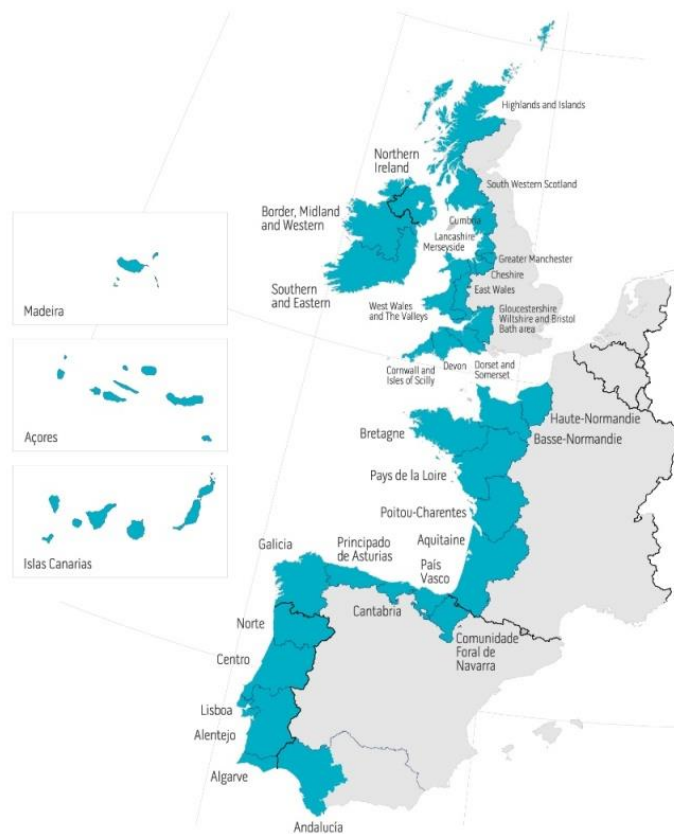 Highlands and Islands
Northern
Ireland
South Western Scotland
Border, Midland
and Western
Cumbria
Lancashire
Merseyside
Greater Manchester
Cheshire
East Wales
Southern
and Eastern
West Wales
and The Valleys
Gloucestershire
Wiltshire and Bristol
Bath area
Cornwall and
Isles of Scilly
Devon
Dorset and
Somerset
Madeira
Açores
Islas Canarias
Haute-Normandie
Basse-Normandie
Bretagne
Pays de la Loire
Poitou-Charentes
Aquitaine
País
Vasco
Principado
de Asturias
Galicia
Cantabria
Comunidade
Foral de
Navarra
Norte
Centro
Lisboa
Alentejo
Algarve
Andalucía